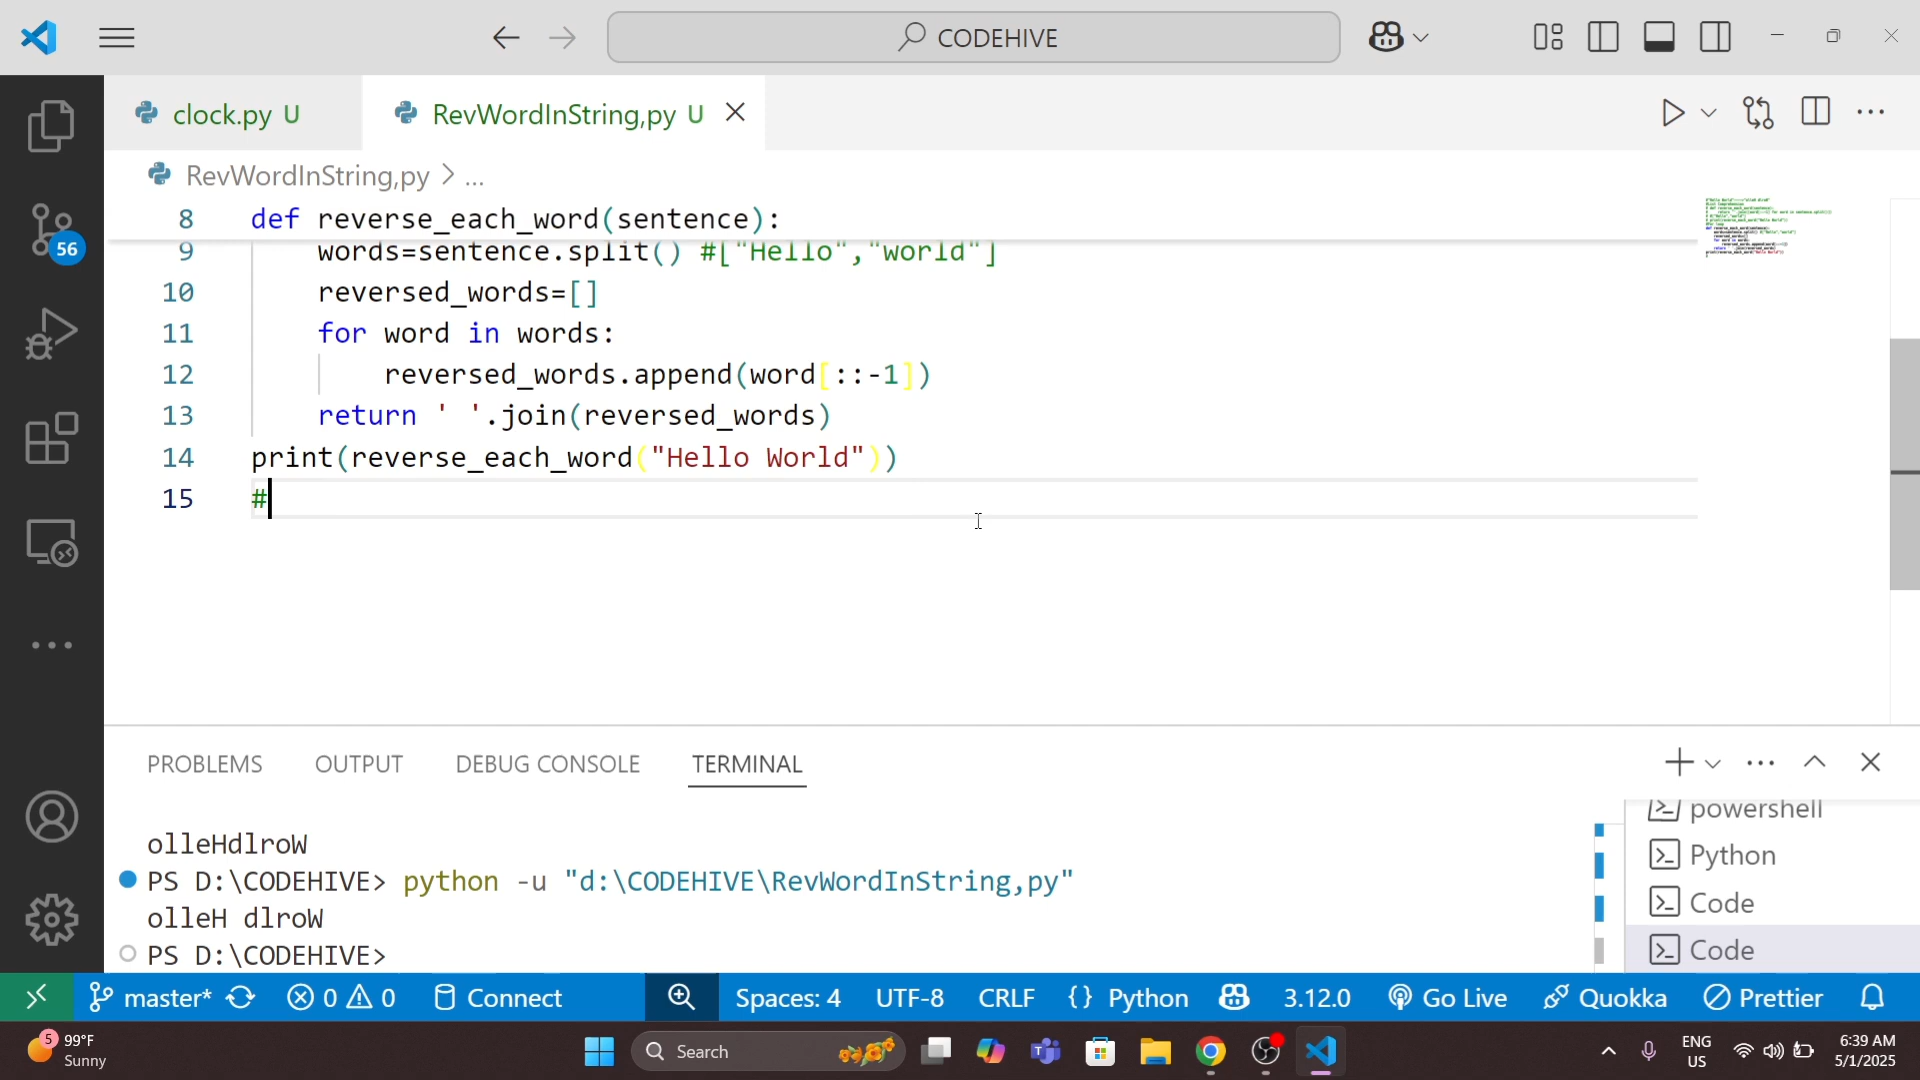 CODEHIVE
clock.py U
RevWordInString,py U
RevWordInString,py > ...
8 def reverse_each_word(sentence):
9 words=sentence.split() #["Hello","world"]
10 reversed_words=[]
11 for word in words:
12 reversed_words.append(word[::-1])
13 return ' '.join(reversed_words)
14 print(reverse_each_word("Hello World"))
15 #
56
PROBLEMS OUTPUT DEBUG CONSOLE TERMINAL
olleHdlroW
PS D:\CODEHIVE> python -u "d:\CODEHIVE\RevWordInString,py"
olleH dlroW
PS D:\CODEHIVE>
powershell
Python
Code
Code
master* 0 0 Connect Spaces: 4 UTF-8 CRLF {} Python 3.12.0 Go Live Quokka Prettier
5 99°F
Sunny
Search
ENG
US
6:39 AM
5/1/2025